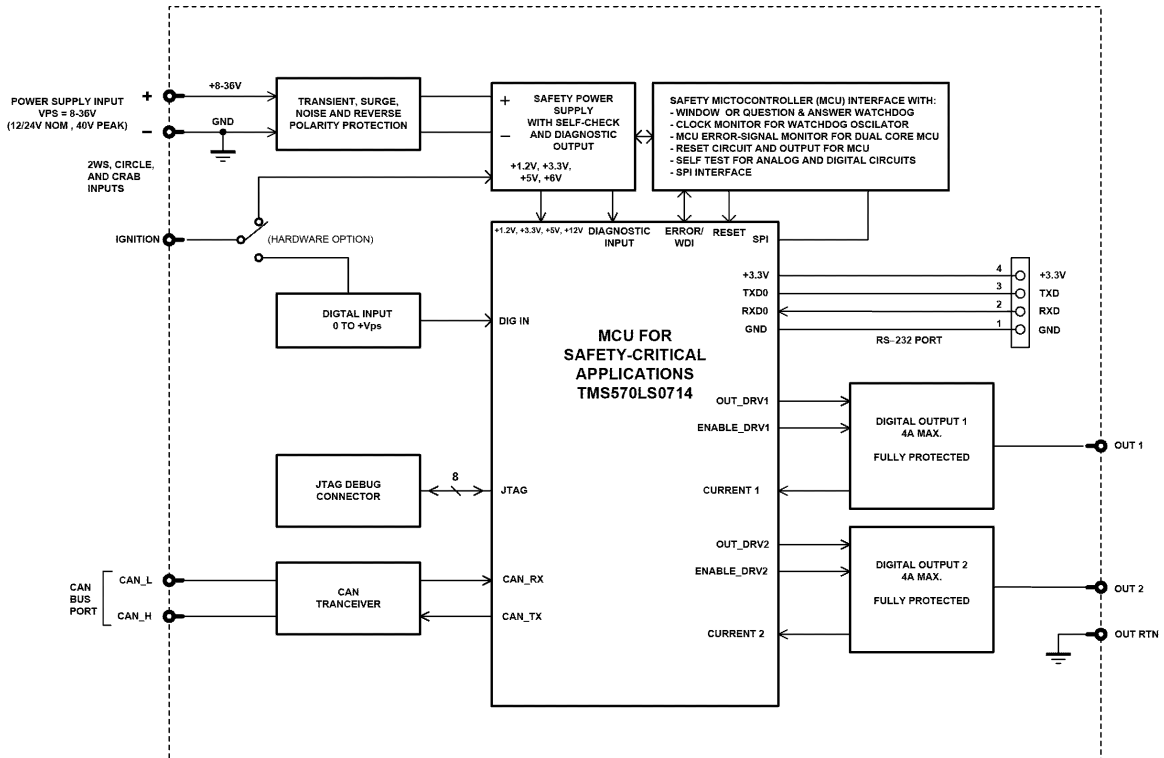 POWER SUPPLY INPUT
VPS = 8-36V
(12/24V NOM , 40V PEAK)
+
−
+8-36V
GND
TRANSIENT, SURGE,
NOISE AND REVERSE
POLARITY PROTECTION
+
−
SAFETY POWER
SUPPLY
WITH SELF-CHECK
AND DIAGNOSTIC
OUTPUT
+1.2V, +3.3V,
+5V, +6V
SAFETY MICTOCONTROLLER (MCU) INTERFACE WITH:
- WINDOW OR QUESTION & ANSWER WATCHDOG
- CLOCK MONITOR FOR WATCHDOG OSCILATOR
- MCU ERROR-SIGNAL MONITOR FOR DUAL CORE MCU
- RESET CIRCUIT AND OUTPUT FOR MCU
- SELF TEST FOR ANALOG AND DIGITAL CIRCUITS
- SPI INTERFACE
2WS, CIRCLE,
AND CRAB
INPUTS
IGNITION
(HARDWARE OPTION)
DIGTAL INPUT
0 TO +Vps
+1.2V, +3.3V, +5V, +12V
DIAGNOSTIC
INPUT
ERROR/
WDI
RESET
SPI
+3.3V
TXD0
RXD0
GND
4
3
2
1
+3.3V
TXD
RXD
GND
RS-232 PORT
DIG IN
MCU FOR
SAFETY-CRITICAL
APPLICATIONS
TMS570LS0714
OUT_DRV1
ENABLE_DRV1
CURRENT 1
DIGITAL OUTPUT 1
4A MAX.
FULLY PROTECTED
OUT 1
JTAG DEBUG
CONNECTOR
8
JTAG
OUT_DRV2
ENABLE_DRV2
CURRENT 2
DIGITAL OUTPUT 2
4A MAX.
FULLY PROTECTED
OUT 2
OUT RTN
CAN
BUS
PORT
CAN_L
CAN_H
CAN
TRANCEIVER
CAN_RX
CAN_TX